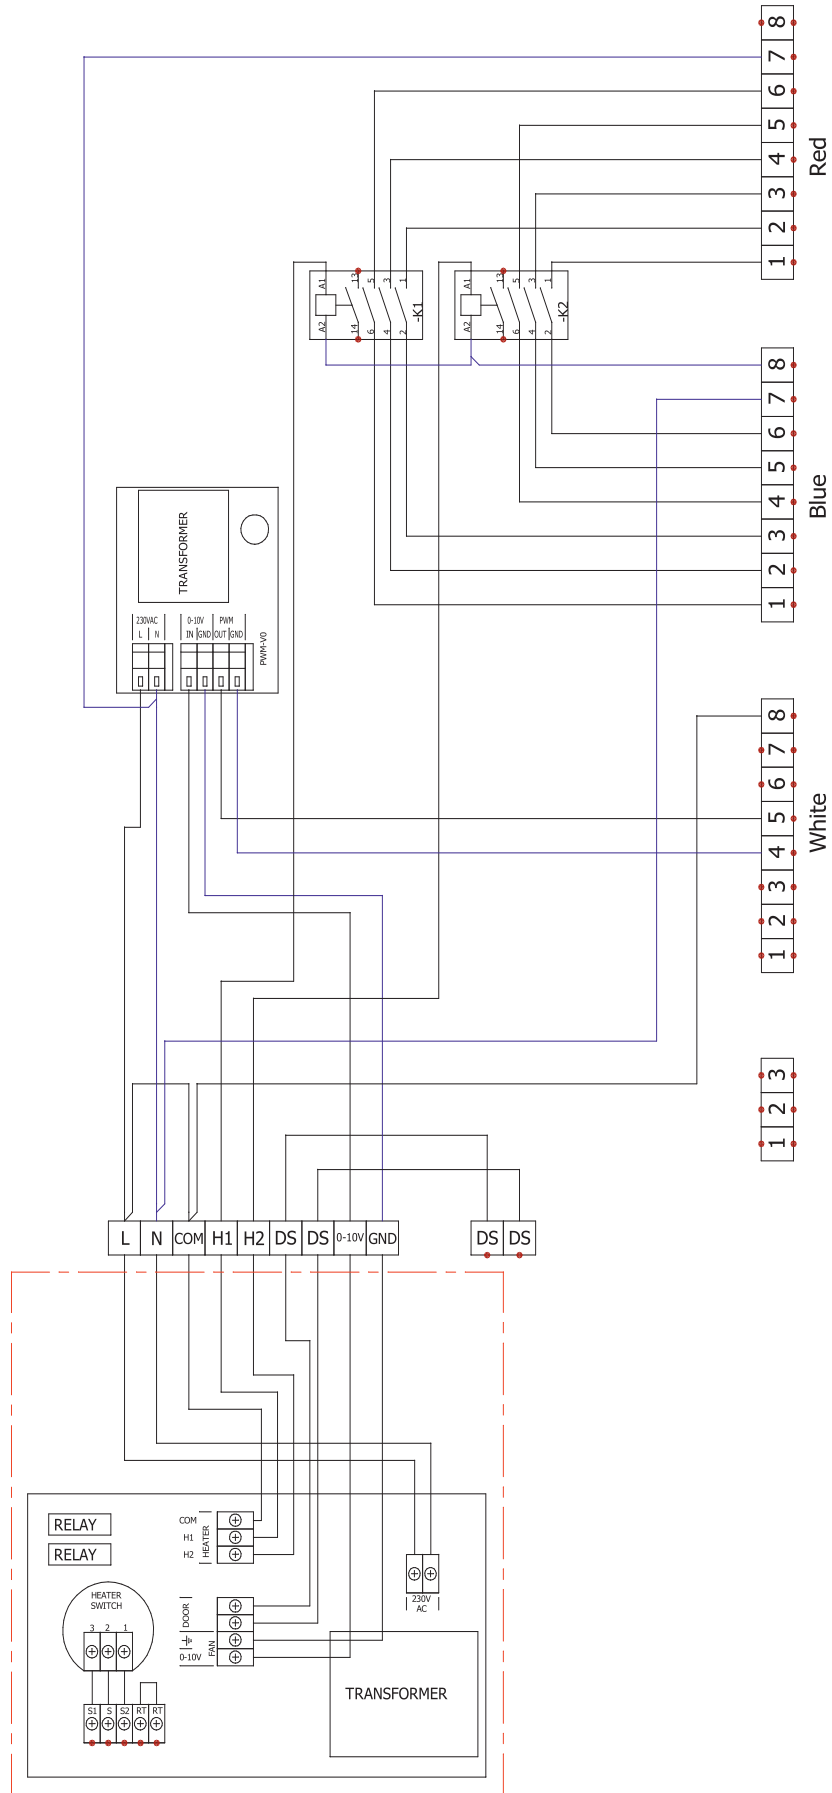 8
7
6
5
4
3
2
1
Red
A1
13
5
3
1
A2
14
6
4
2
-K1
A1
13
5
3
1
A2
14
6
4
2
-K2
8
7
6
5
4
3
2
1
Blue
TRANSFORMER
230VAC
L N
0-10V PWM
IN GND OUT GND
PWM-V0
8
7
6
5
4
3
2
1
White
3
2
1
L N COM H1 H2 DS DS 0-10V GND
DS DS
RELAY
RELAY
COM
H1
H2
HEATER
HEATER
SWITCH
3 2 1
S1 S S2 RT RT
DOOR
FAN
0-10V
230V
AC
TRANSFORMER